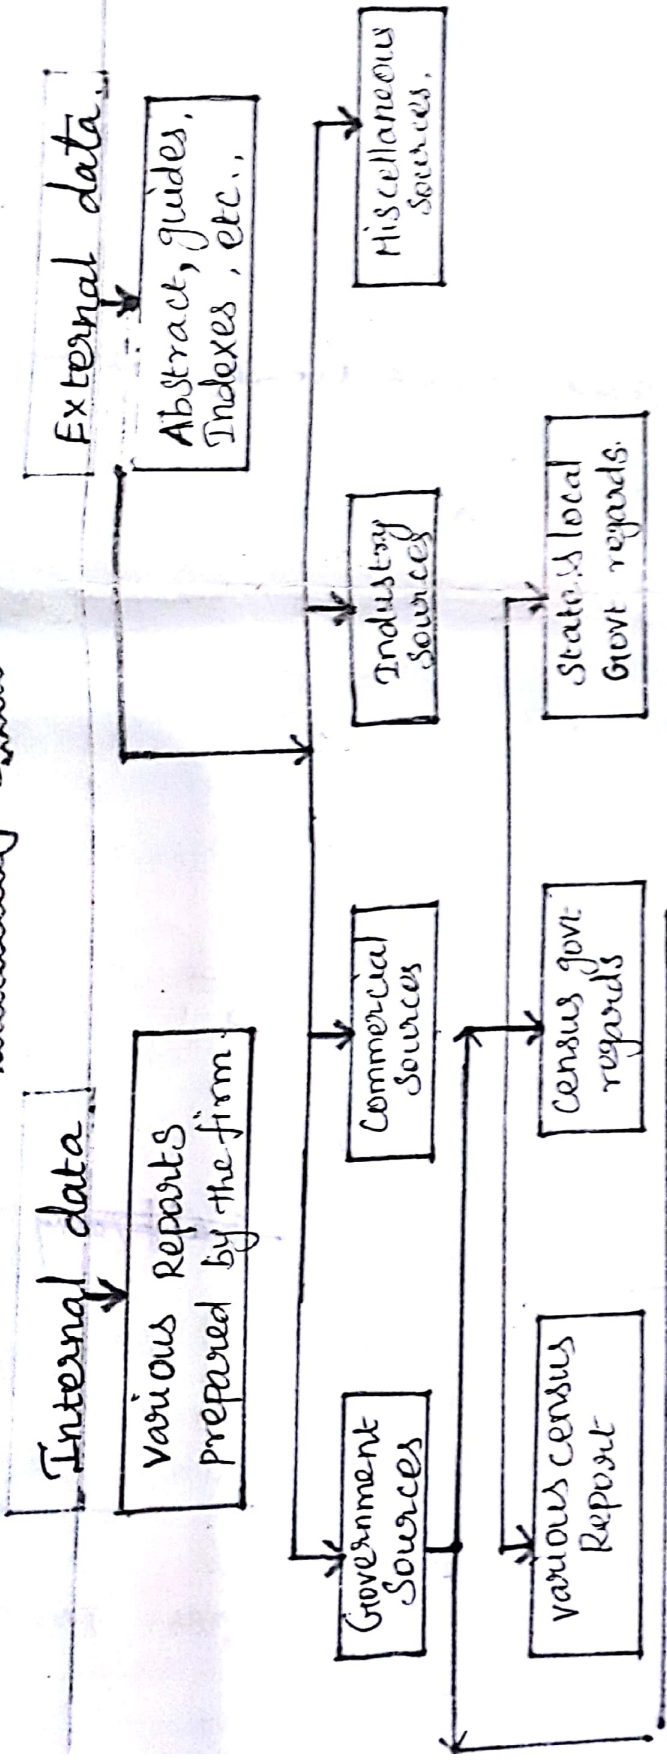 Internal data
External data.
Various Reparts
prepared by the firm.
Abstract, guides,
Indexes, etc.,
Government
Sources
Commercial
Sources
Industry
Sources
Miscellaneous
Sources.
Various census
Report
Census govt
regards
State & local
Govt regards.